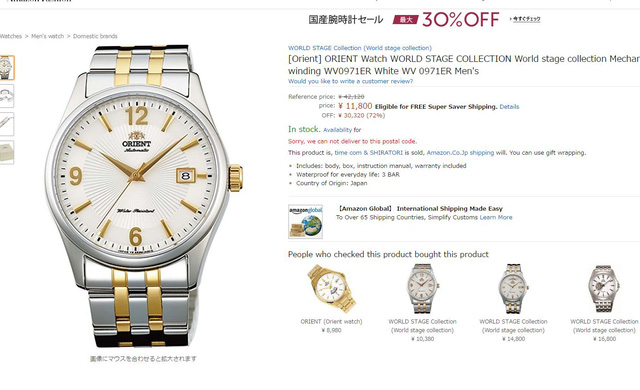 国産腕時計セール 最大 30%OFF 今すぐチェック
Watches > Men's watch > Domestic brands
WORLD STAGE Collection (World stage collection)
[Orient] ORIENT Watch WORLD STAGE COLLECTION World stage collection Mechan
winding WV0971ER White WV 0971ER Men's
Would you like to write a customer review?
Reference price: ¥ 42,120
price: ¥ 11,800 Eligible for FREE Super Saver Shipping. Details
OFF: ¥ 30,320 (72%)
In stock. Availability for
Sorry, we can not deliver to this postal code.
This product is, time com & SHIRATORI is sold, Amazon.Co.Jp shipping will. You can use gift wrapping.
Includes: body, box, instruction manual, warranty included
Waterproof for everyday life: 3 BAR
Country of Origin: Japan
amazonglobal
【Amazon Global】 International Shipping Made Easy
To Over 65 Shipping Countries, Simplify Customs Learn More
People who checked this product bought this product
ORIENT (Orient watch)
¥ 8,980
WORLD STAGE Collection
(World stage collection)
¥ 10,380
WORLD STAGE Collection
(World stage collection)
¥ 14,800
WORLD STAGE Collection
(World stage collection)
¥ 16,800
12
ORIENT
Automatic
8
Water Resistant
6
画像にマウスを合わせると拡大されます